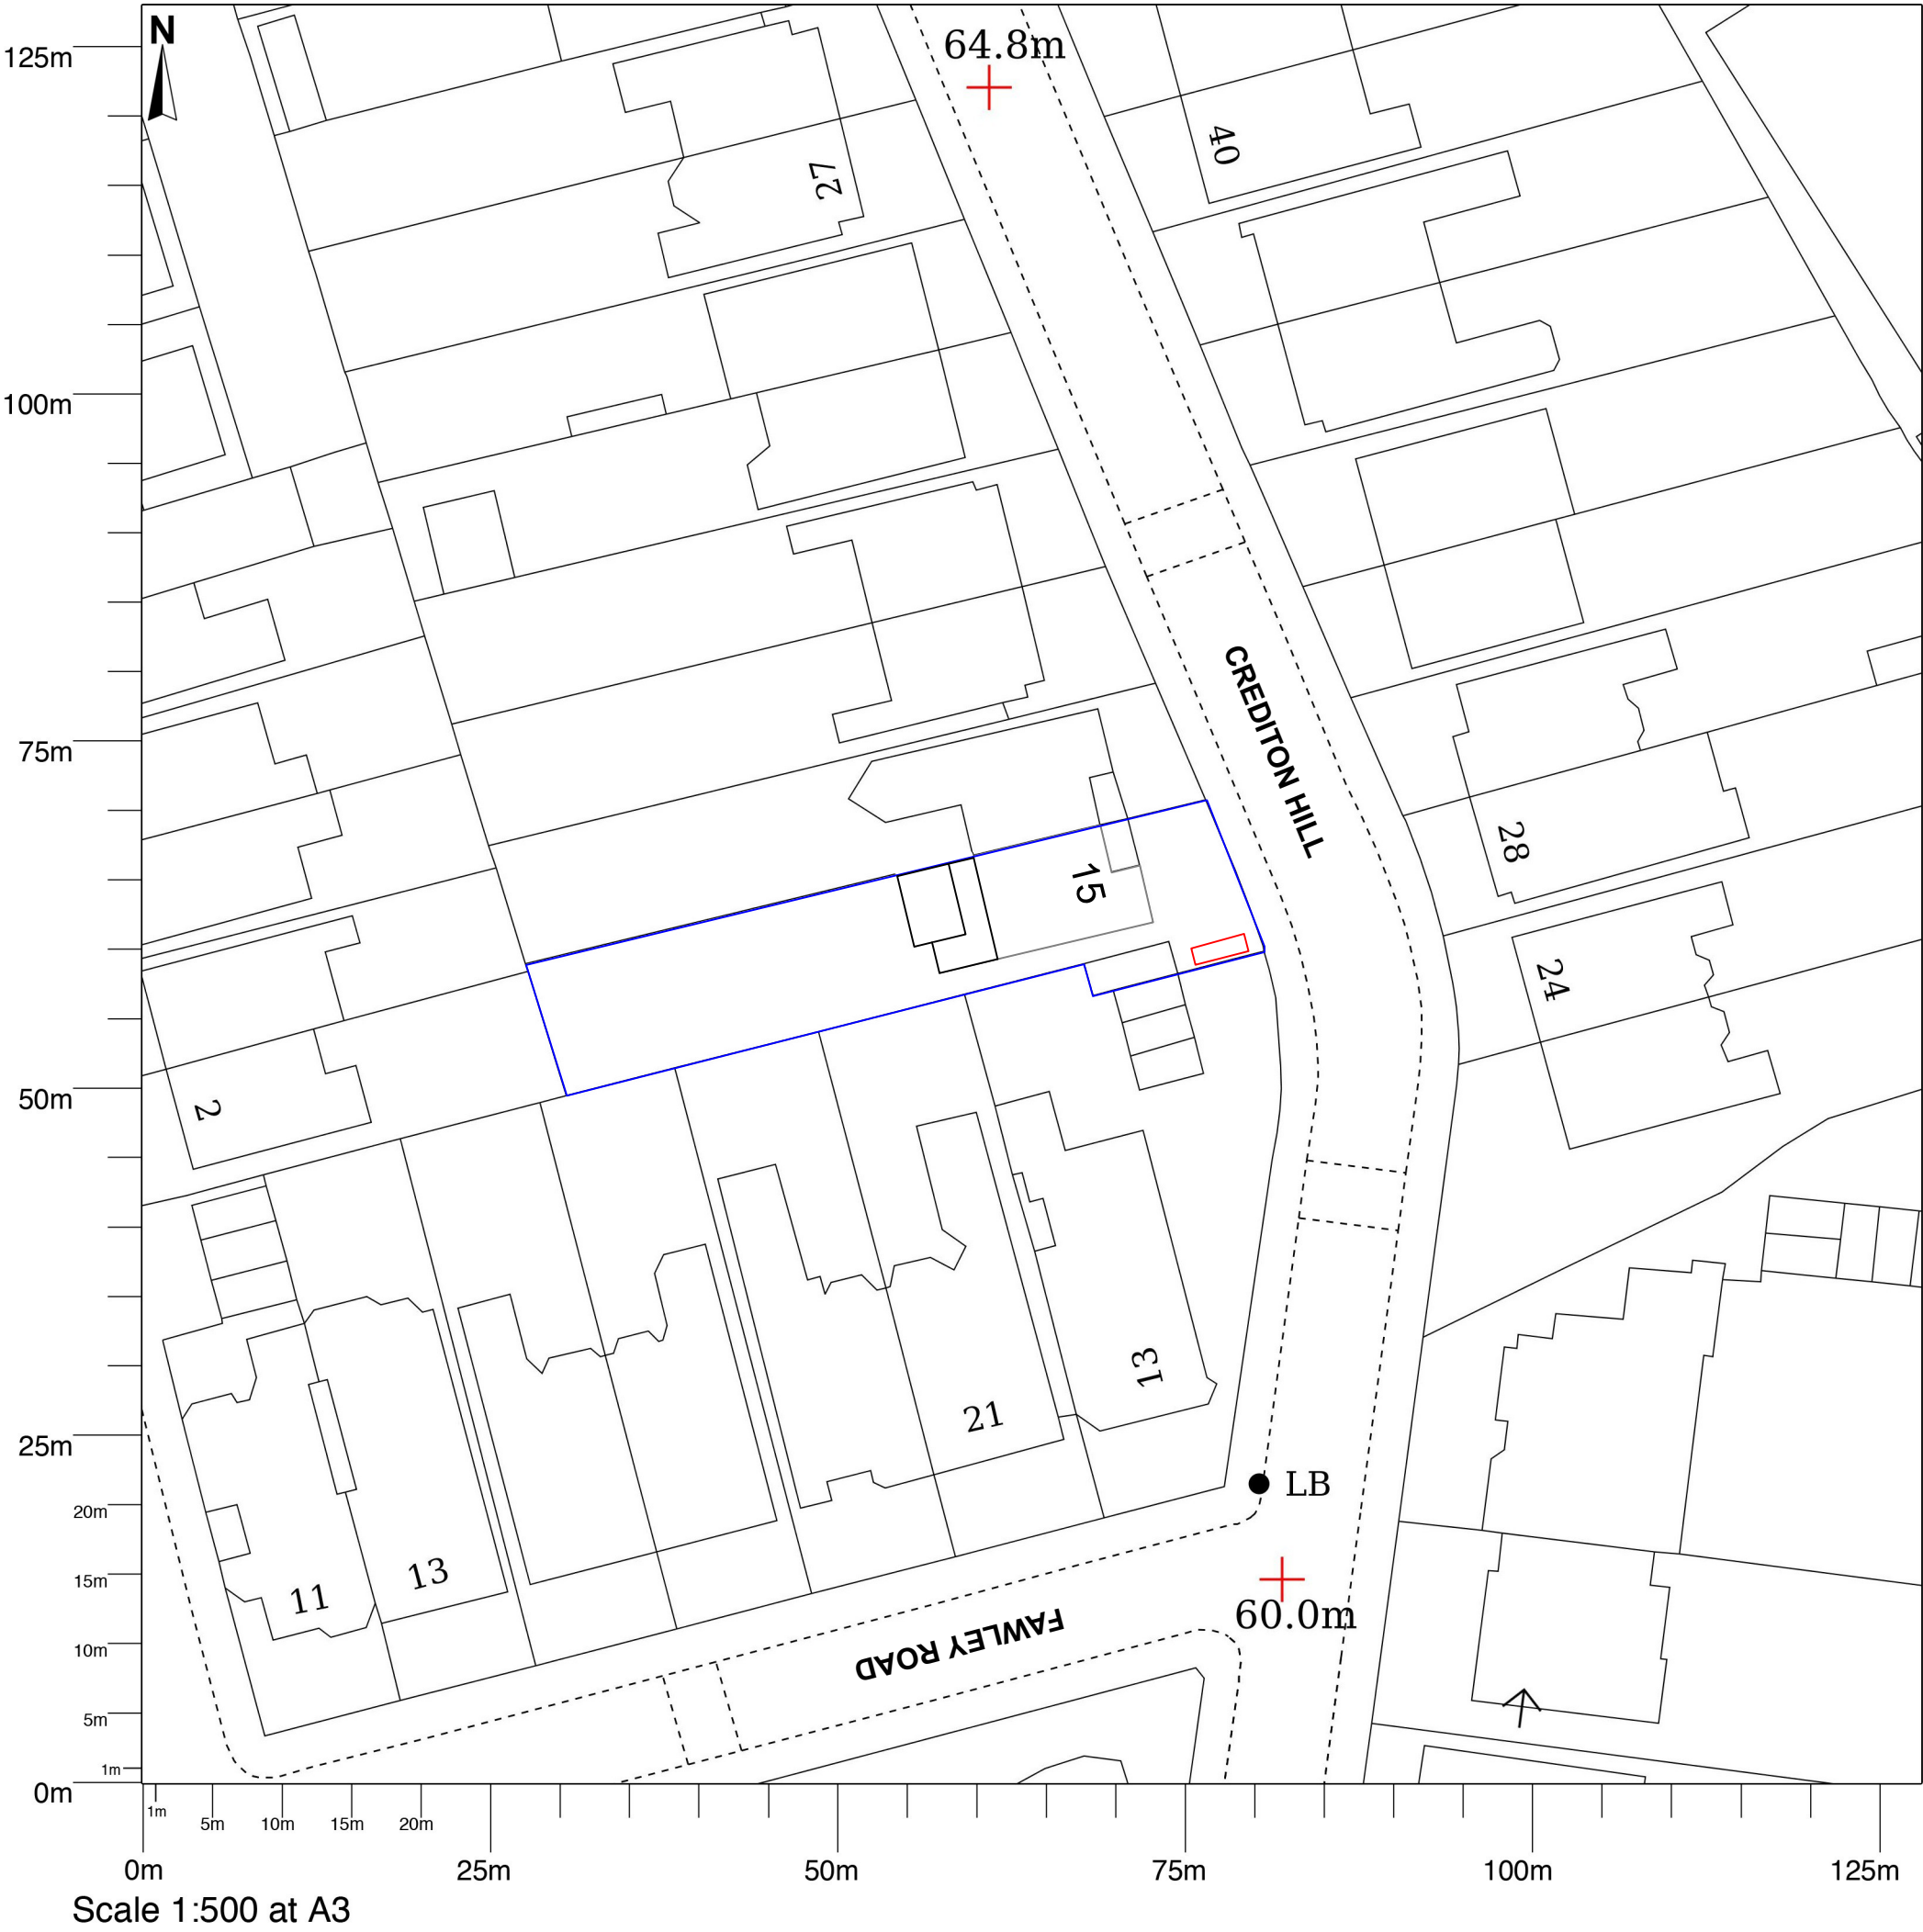 N
64.8m
125m
40
27
100m
CREDITON HILL
75m
28
15
24
50m
2
13
21
25m
LB
20m
15m
13
11
60.0m
10m
FAWLEY ROAD
5m
1m
0m
1m
5m 10m 15m 20m
0m 25m 50m 75m 100m 125m
Scale 1:500 at A3